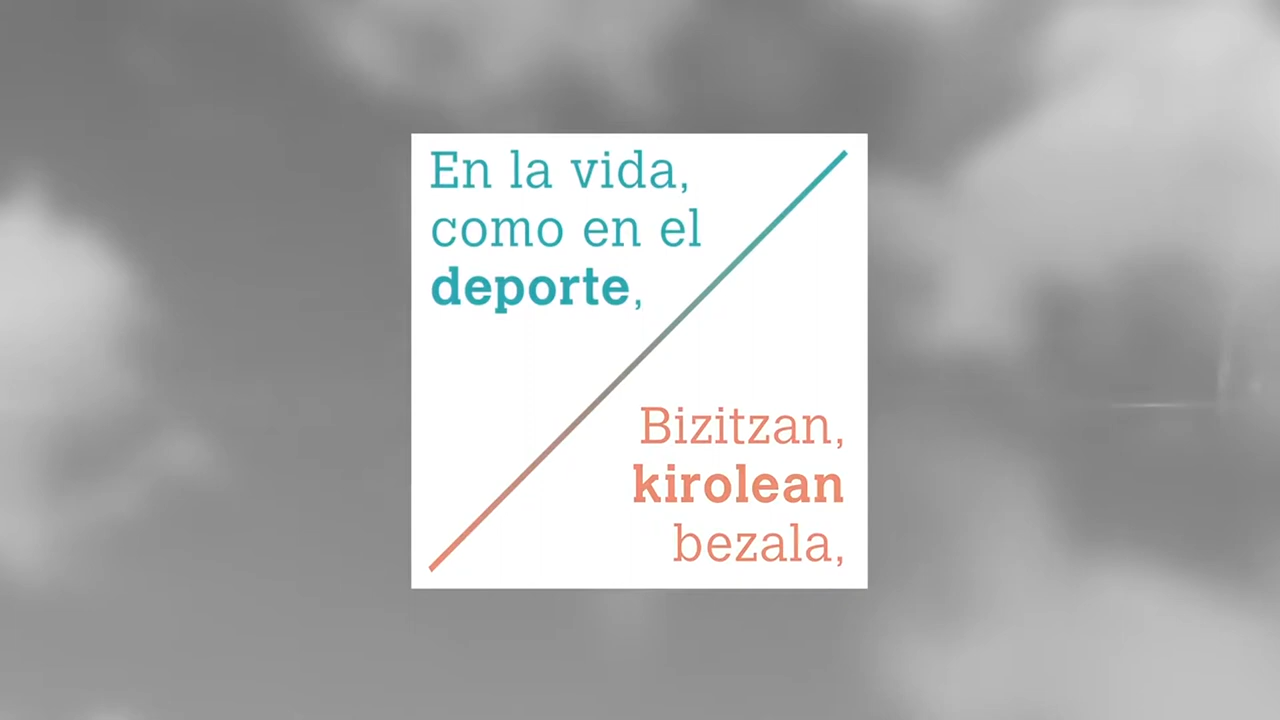 En la vida,
como en el
deporte,
Bizitzan,
kirolean
bezala,